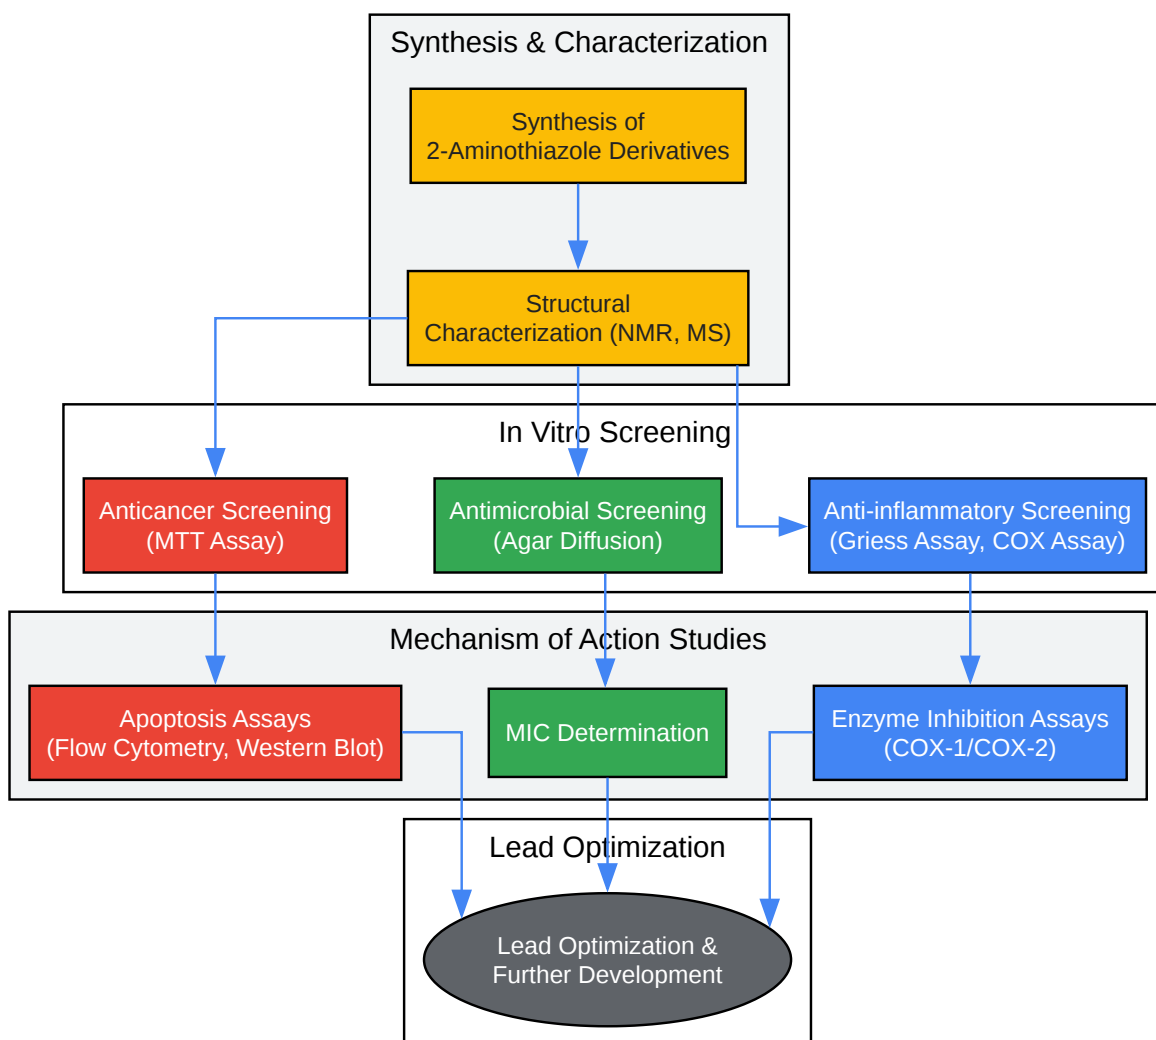 Synthesis & Characterization
Synthesis of
2-Aminothiazole Derivatives
Structural
Characterization (NMR, MS)
In Vitro Screening
Anticancer Screening
(MTT Assay)
Antimicrobial Screening
(Agar Diffusion)
Anti-inflammatory Screening
(Griess Assay, COX Assay)
Mechanism of Action Studies
Apoptosis Assays
(Flow Cytometry, Western Blot)
MIC Determination
Enzyme Inhibition Assays
(COX-1/COX-2)
Lead Optimization
Lead Optimization &
Further Development